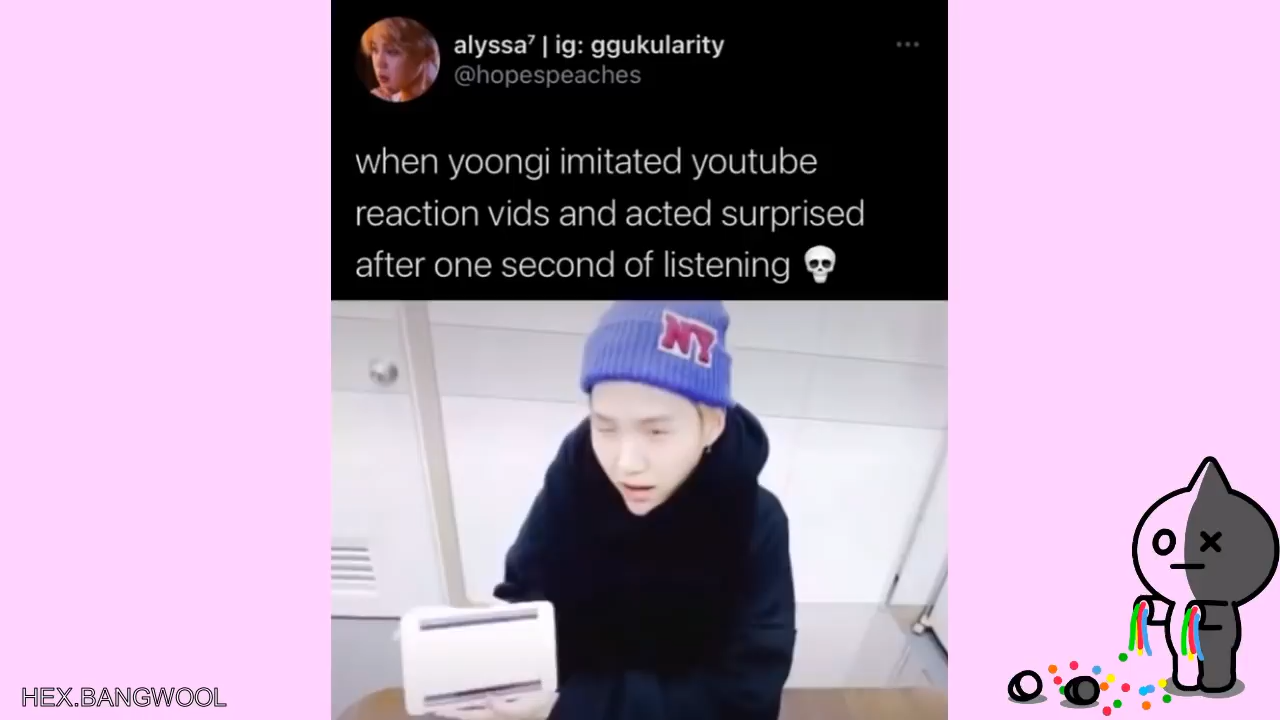 alyssa⁷ | ig: ggukularity
@hopespeaches
when yoongi imitated youtube
reaction vids and acted surprised
after one second of listening 💀
NY
HEX.BANGWOOL